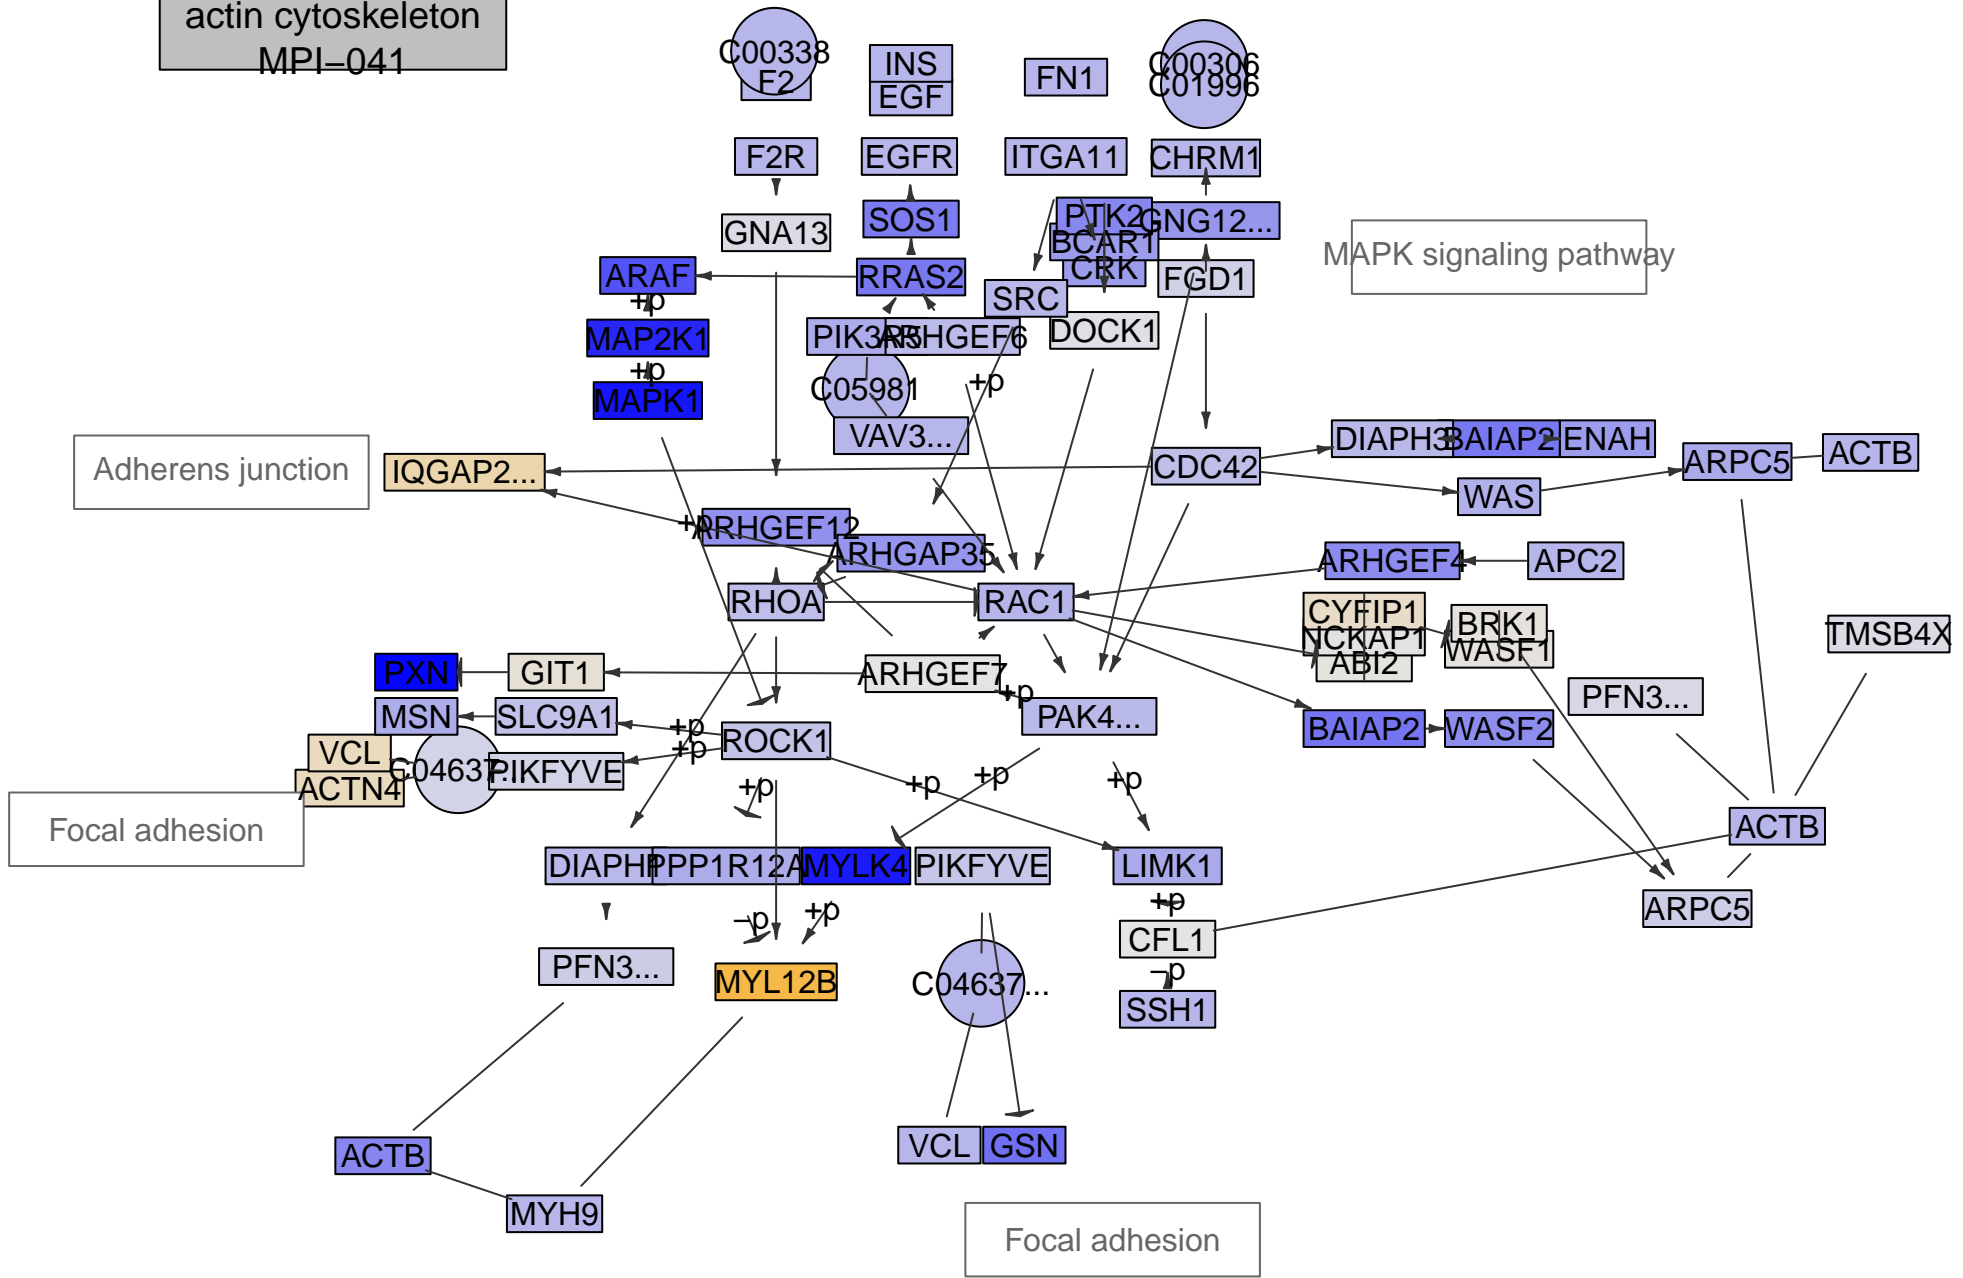 actin cytoskeleton
MPI−041
C00338
F2
INS
EGF
FN1
C00306
C01996
F2R
EGFR
ITGA11
CHRM1
GNA13
SOS1
PTK2
BCAR1
CRK
GNG12...
MAPK signaling pathway
ARAF
RRAS2
SRC
FGD1
+p
MAP2K1
PIK3R5
ARHGEF6
DOCK1
+p
MAPK1
C05981
+p
VAV3...
Adherens junction
IQGAP2...
CDC42
DIAPH3
BAIAP2
ENAH
ARPC5
ACTB
WAS
+p
ARHGEF12
ARHGAP35
ARHGEF4
APC2
RHOA
RAC1
CYFIP1
NCKAP1
ABI2
BRK1
WASF1
TMSB4X
PXN
GIT1
ARHGEF7
+p
PFN3...
MSN
SLC9A1
+p
PAK4...
BAIAP2
WASF2
VCL
ACTN4
C04637...
PIKFYVE
+p
ROCK1
+p
+p
+p
+p
Focal adhesion
ACTB
PPP1R12A
MYLK4
PIKFYVE
LIMK1
−p
+p
+p
ARPC5
CFL1
PFN3...
MYL12B
C04637...
−p
SSH1
ACTB
VCL
GSN
MYH9
Focal adhesion